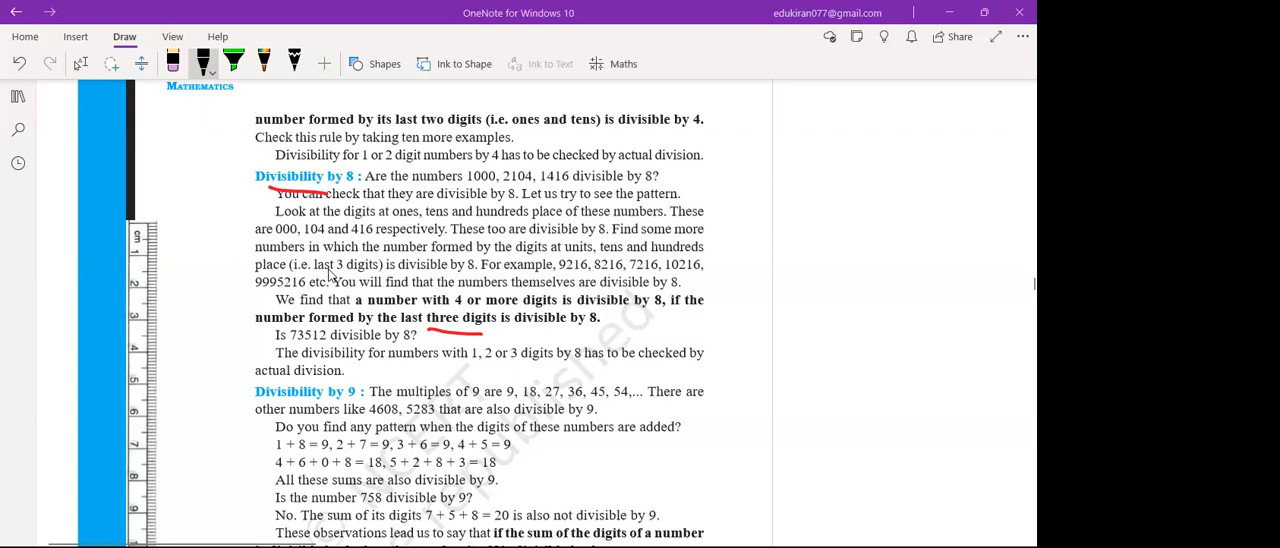 OneNote for Windows 10
edukiran077@gmail.com
Home Insert Draw View Help
Share
Shapes Ink to Shape Ink to Text Maths
MATHEMATICS
number formed by its last two digits (i.e. ones and tens) is divisible by 4.
Check this rule by taking ten more examples.
Divisibility for 1 or 2 digit numbers by 4 has to be checked by actual division.
Divisibility by 8 : Are the numbers 1000, 2104, 1416 divisible by 8?
You can check that they are divisible by 8. Let us try to see the pattern.
Look at the digits at ones, tens and hundreds place of these numbers. These
are 000, 104 and 416 respectively. These too are divisible by 8. Find some more
numbers in which the number formed by the digits at units, tens and hundreds
place (i.e. last 3 digits) is divisible by 8. For example, 9216, 8216, 7216, 10216,
9995216 etc. You will find that the numbers themselves are divisible by 8.
We find that a number with 4 or more digits is divisible by 8, if the
number formed by the last three digits is divisible by 8.
Is 73512 divisible by 8?
The divisibility for numbers with 1, 2 or 3 digits by 8 has to be checked by
actual division.
Divisibility by 9 : The multiples of 9 are 9, 18, 27, 36, 45, 54,... There are
other numbers like 4608, 5283 that are also divisible by 9.
Do you find any pattern when the digits of these numbers are added?
1 + 8 = 9, 2 + 7 = 9, 3 + 6 = 9, 4 + 5 = 9
4 + 6 + 0 + 8 = 18, 5 + 2 + 8 + 3 = 18
All these sums are also divisible by 9.
Is the number 758 divisible by 9?
No. The sum of its digits 7 + 5 + 8 = 20 is also not divisible by 9.
These observations lead us to say that if the sum of the digits of a number
cm
1
2
3
4
5
6
7
8
9
© NCERT
republished